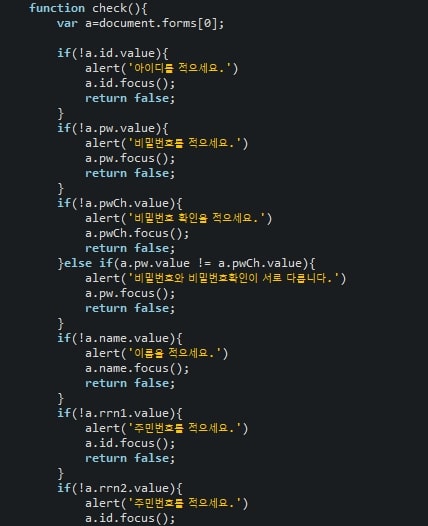 function check(){
var a=document.forms[0];
if(!a.id.value){
alert('아이디를 적으세요.')
a.id.focus();
return false;
}
if(!a.pw.value){
alert('비밀번호를 적으세요.')
a.pw.focus();
return false;
}
if(!a.pwCh.value){
alert('비밀번호 확인을 적으세요.')
a.pwCh.focus();
return false;
}else if(a.pw.value != a.pwCh.value){
alert('비밀번호와 비밀번호확인이 서로 다릅니다.')
a.pw.focus();
return false;
}
if(!a.name.value){
alert('이름을 적으세요.')
a.name.focus();
return false;
}
if(!a.rrn1.value){
alert('주민번호를 적으세요.')
a.id.focus();
return false;
}
if(!a.rrn2.value){
alert('주민번호를 적으세요.')
a.id.focus();